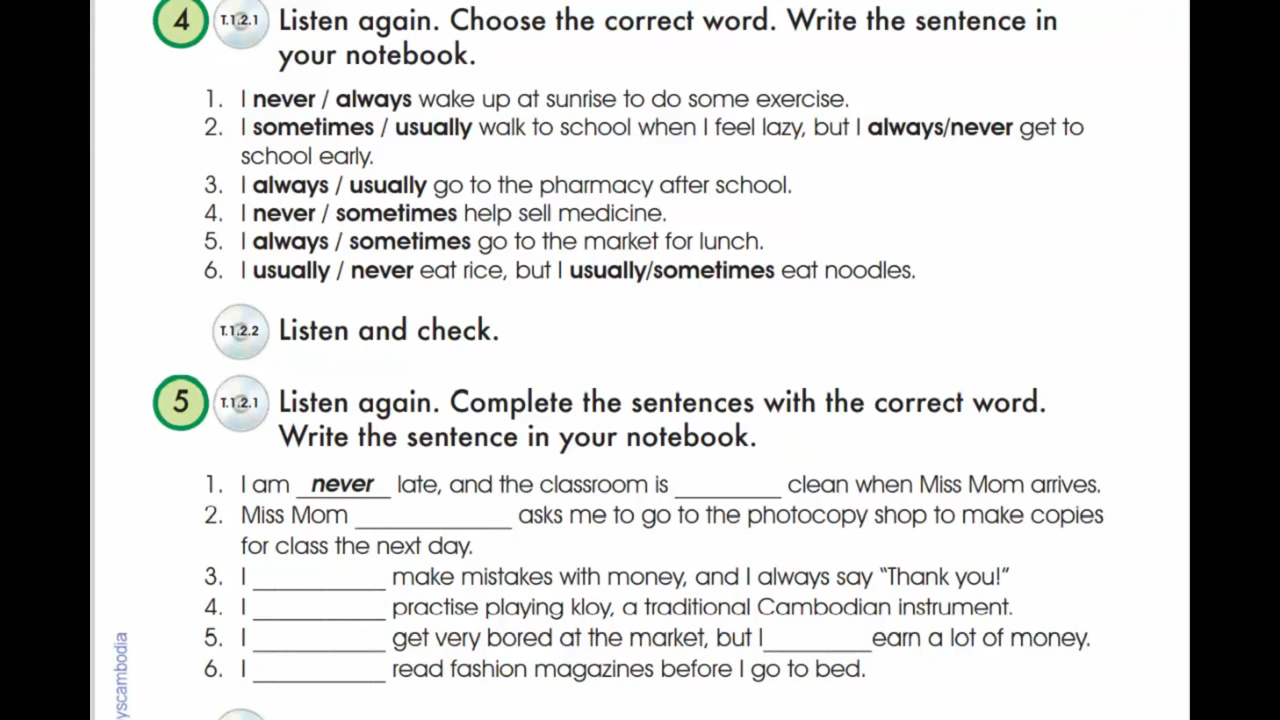 4 T.1.2.1 Listen again. Choose the correct word. Write the sentence in
your notebook.
1. I never / always wake up at sunrise to do some exercise.
2. I sometimes / usually walk to school when I feel lazy, but I always/never get to
school early.
3. I always / usually go to the pharmacy after school.
4. I never / sometimes help sell medicine.
5. I always / sometimes go to the market for lunch.
6. I usually / never eat rice, but I usually/sometimes eat noodles.
T.1.2.2 Listen and check.
5 T.1.2.1 Listen again. Complete the sentences with the correct word.
Write the sentence in your notebook.
1. I am never late, and the classroom is ________ clean when Miss Mom arrives.
2. Miss Mom ____________ asks me to go to the photocopy shop to make copies
for class the next day.
3. I __________ make mistakes with money, and I always say “Thank you!”
4. I __________ practise playing kloy, a traditional Cambodian instrument.
5. I __________ get very bored at the market, but I ________ earn a lot of money.
6. I __________ read fashion magazines before I go to bed.
yscambodia